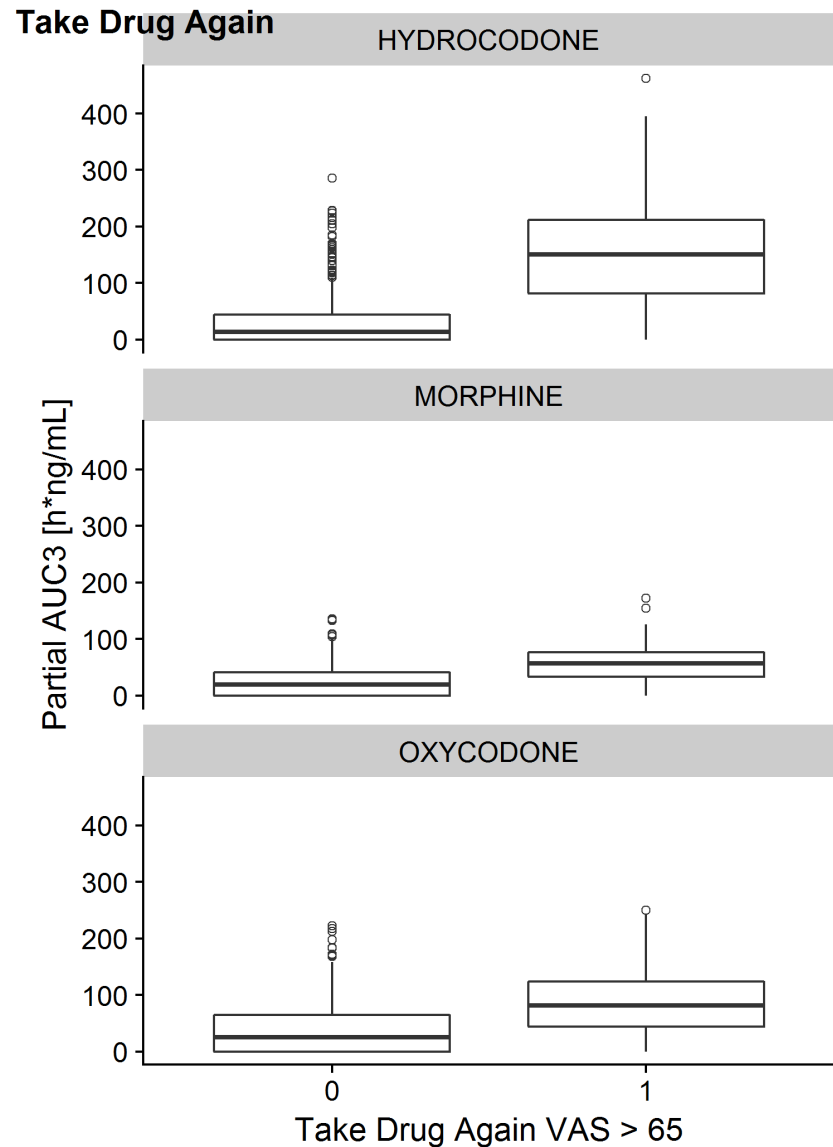 Take Drug Again
HYDROCODONE
400
300
200
100
0
MORPHINE
400
300
200
100
0
Partial AUC3 [h*ng/mL]
OXYCODONE
400
300
200
100
0
0 1
Take Drug Again VAS > 65